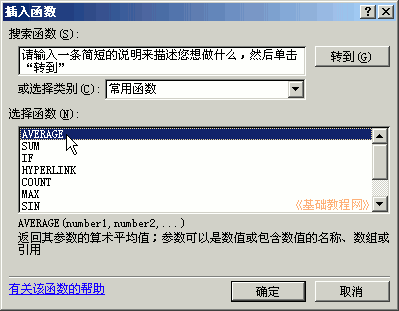 插入函数
搜索函数(S):
请输入一条简短的说明来描述您想做什么，然后单击
“转到”
转到(G)
或选择类别(C): 常用函数
选择函数(N):
AVERAGE
SUM
IF
HYPERLINK
COUNT
MAX
SIN
《基础教程网》
AVERAGE(number1,number2,...)
返回其参数的算术平均值；参数可以是数值或包含数值的名称、数组或
引用
有关该函数的帮助
确定
取消